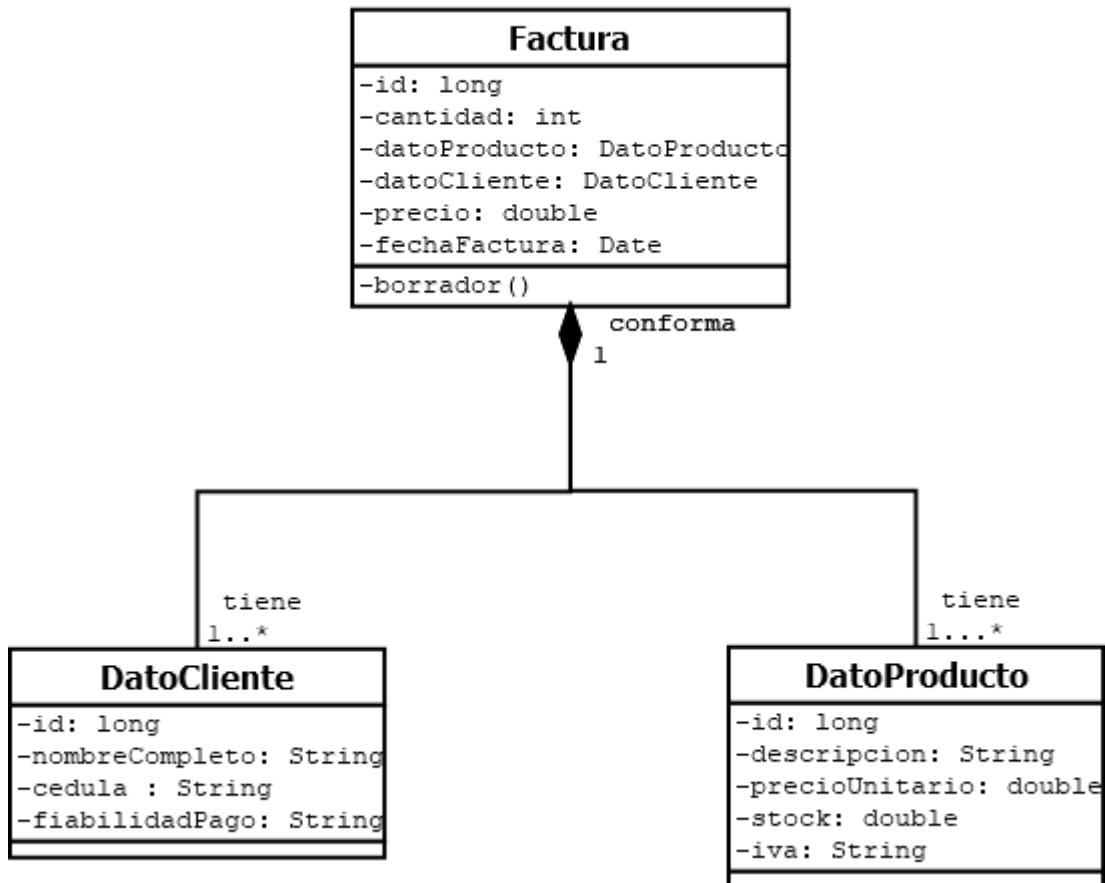 Factura
-id: long
-cantidad: int
-datoProducto: DatoProducto
-datoCliente: DatoCliente
-precio: double
-fechaFactura: Date
-borrador()
conforma
1
tiene
1..*
DatoCliente
-id: long
-nombreCompleto: String
-cedula : String
-fiabilidadPago: String
tiene
1...*
DatoProducto
-id: long
-descripcion: String
-precioUnitario: double
-stock: double
-iva: String